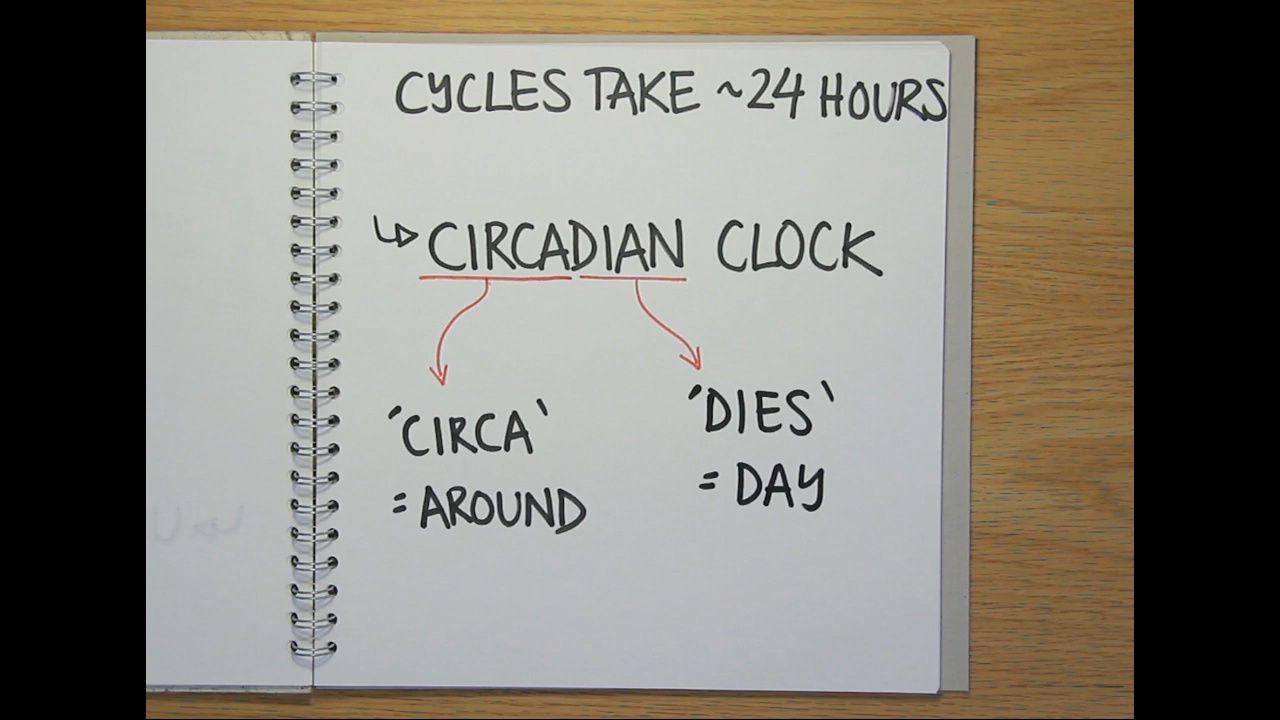 CYCLES TAKE ~24 HOURS
↳ CIRCADIAN CLOCK
'CIRCA'
= AROUND
'DIES'
= DAY